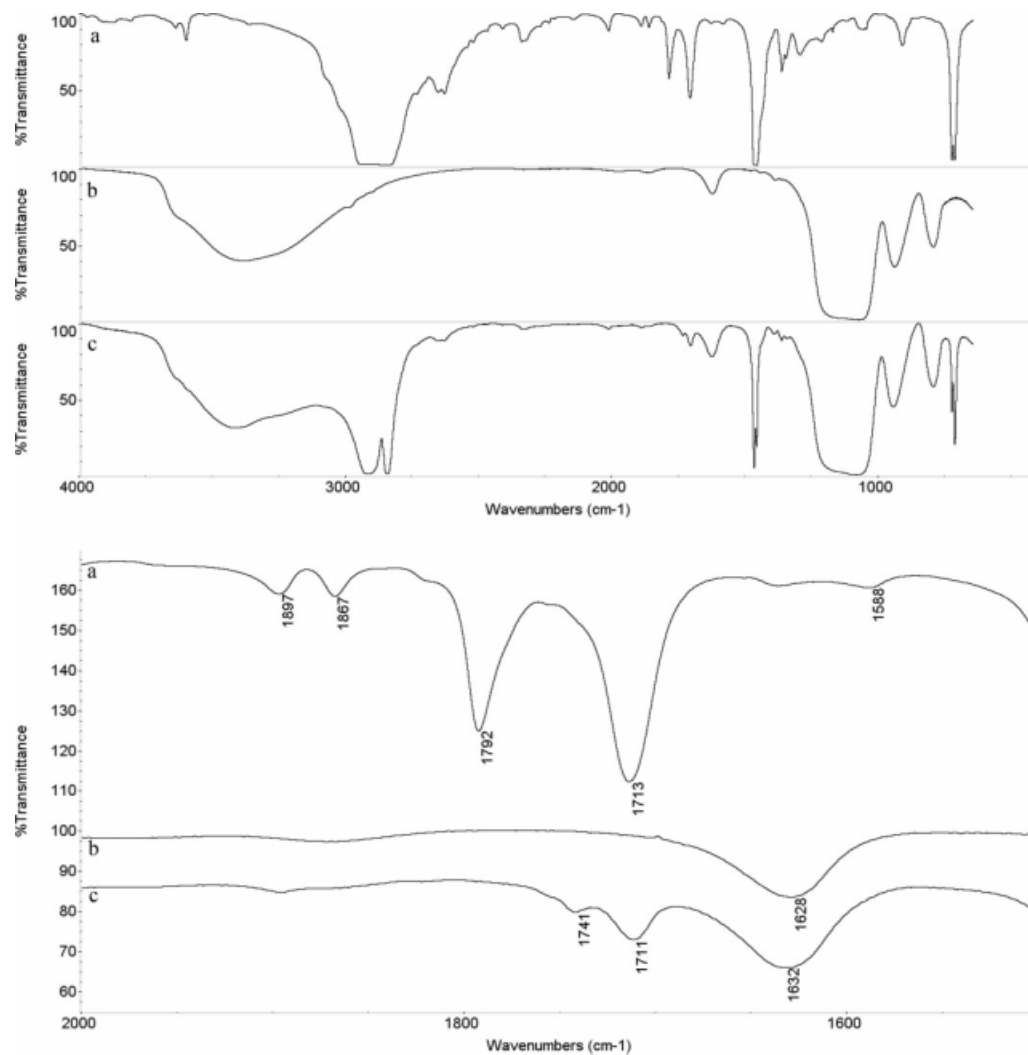 %Transmittance
100
a
50
%Transmittance
100
b
50
%Transmittance
100
c
50
4000 3000 2000 1000
Wavenumbers (cm-1)
%Transmittance
a
160
150
140
130
120
110
100
b
90
c
80
70
60
1897
1867
1792
1713
1588
1628
1741
1711
1632
2000 1800 1600
Wavenumbers (cm-1)